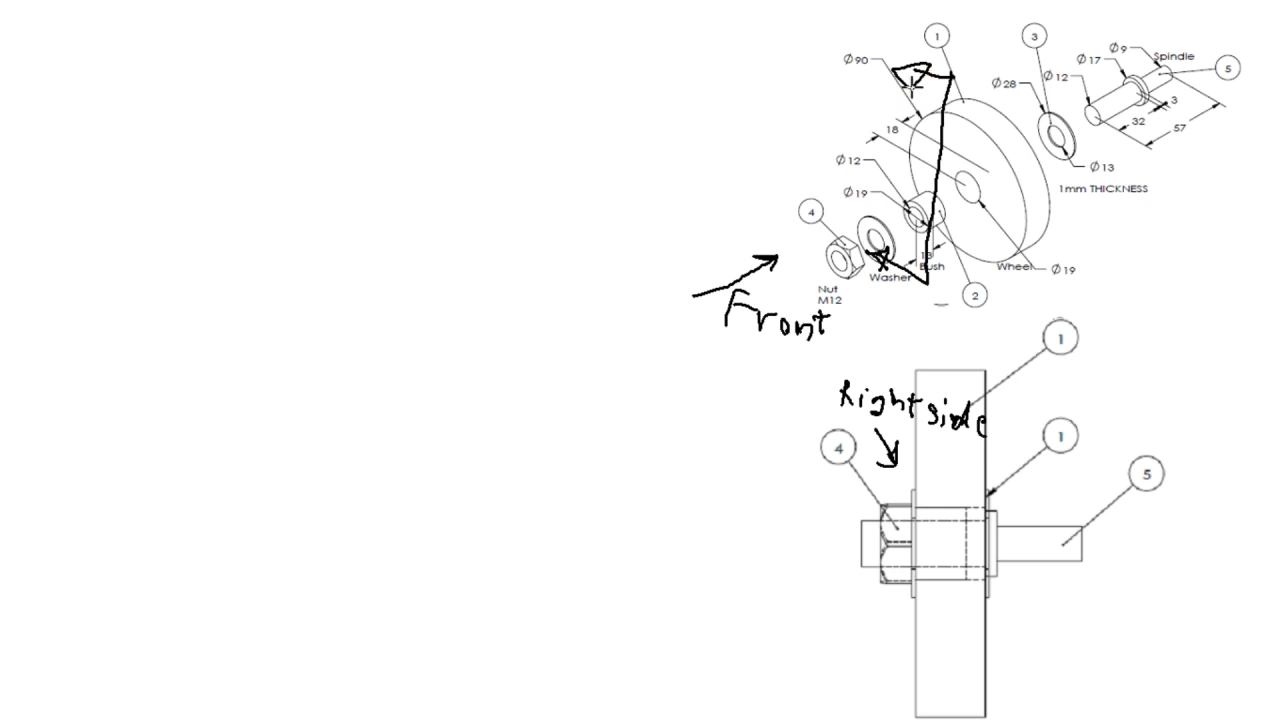 1
3
Ø9
Spindle
Ø90
Ø17
5
Ø28
Ø12
3
18
32
57
Ø12
Ø13
Ø19
1mm THICKNESS
4
13
Bush
Wheel
Ø19
Washer
Nut
M12
2
Front
1
Right side
4
1
5